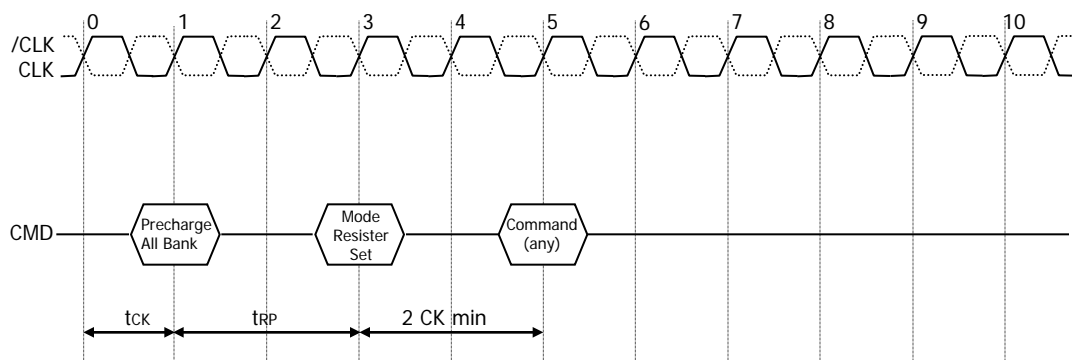 0 1 2 3 4 5 6 7 8 9 10
/CLK
CLK
CMD
Precharge
All Bank
Mode
Resister
Set
Command
(any)
tCK
tRP
2 CK min